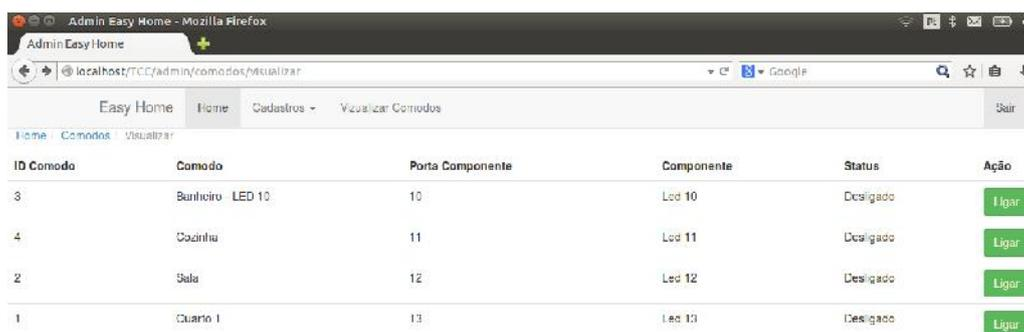 Admin Easy Home - Mozilla Firefox
Pt
Admin Easy Home
localhost/TCC/admin/comodos/visualizar
Google
Easy Home Home Cadastros Vizualizar Comodos Sair
Home / Comodos / Visualizar
ID Comodo Comodo Porta Componente Componente Status Ação
3 Banheiro - LED 10 10 Led 10 Desligado Ligar
4 Cozinha 11 Led 11 Desligado Ligar
2 Sala 12 Led 12 Desligado Ligar
1 Quarto 1 13 Led 13 Desligado Ligar